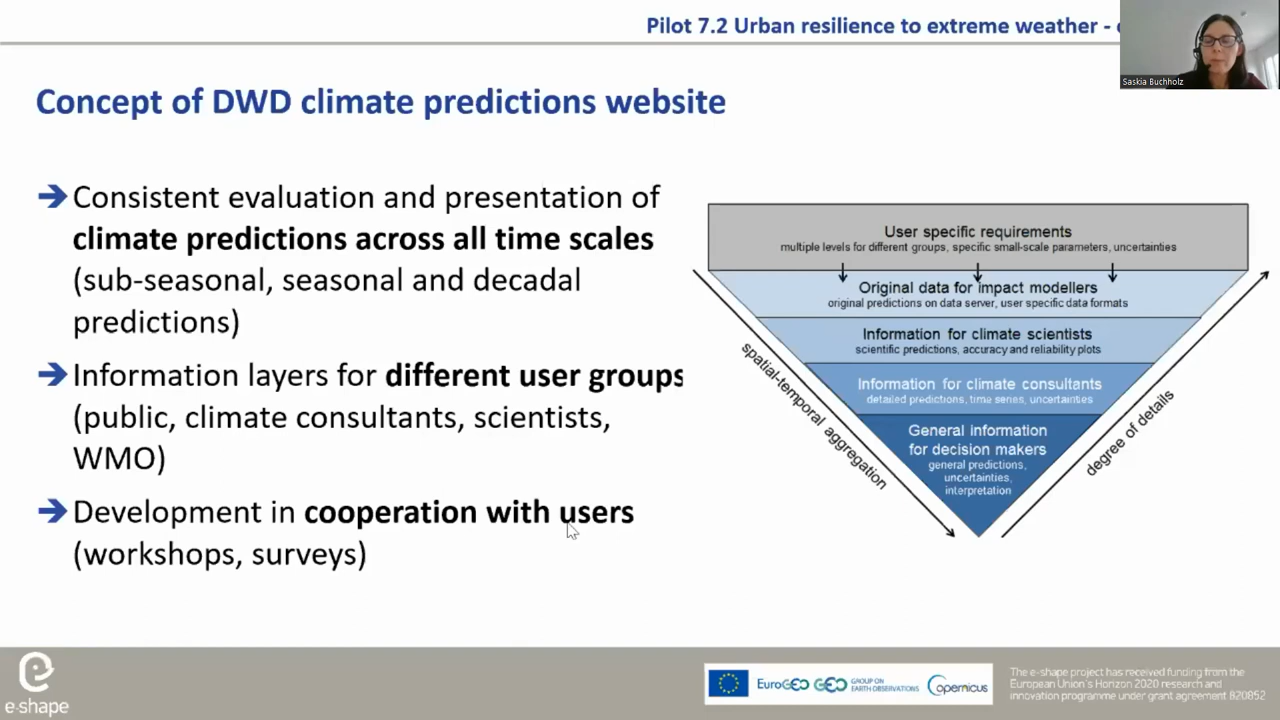 Pilot 7.2 Urban resilience to extreme weather -
Saskia Buchholz
Concept of DWD climate predictions website
Consistent evaluation and presentation of
climate predictions across all time scales
(sub-seasonal, seasonal and decadal
predictions)
Information layers for different user groups
(public, climate consultants, scientists,
WMO)
Development in cooperation with users
(workshops, surveys)
User specific requirements
multiple levels for different groups, specific small-scale parameters, uncertainties
Original data for impact modellers
original predictions on data server, user specific data formats
Information for climate scientists
scientific predictions, accuracy and reliability plots
Information for climate consultants
detailed predictions, time series, uncertainties
General information
for decision makers
general predictions,
uncertainties,
interpretation
spatial-temporal aggregation
degree of details
e-shape
EuroGEO
GEO GROUP ON
EARTH OBSERVATIONS
Copernicus
The e-shape project has received funding from the
European Union's Horizon 2020 research and
innovation programme under grant agreement 820852